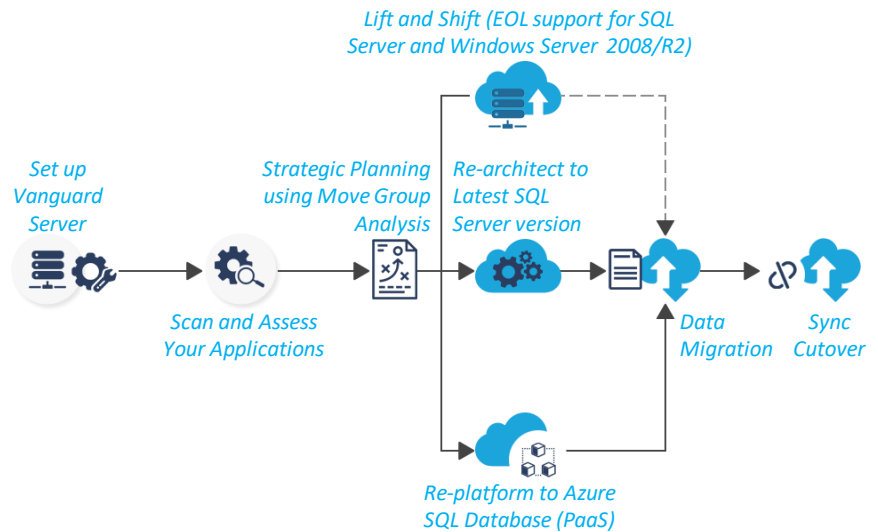 Lift and Shift (EOL support for SQL
Server and Windows Server 2008/R2)
Set up
Vanguard
Server
Strategic Planning
using Move Group
Analysis
Re-architect to
Latest SQL
Server version
Scan and Assess
Your Applications
Data
Migration
Sync
Cutover
Re-platform to Azure
SQL Database (PaaS)